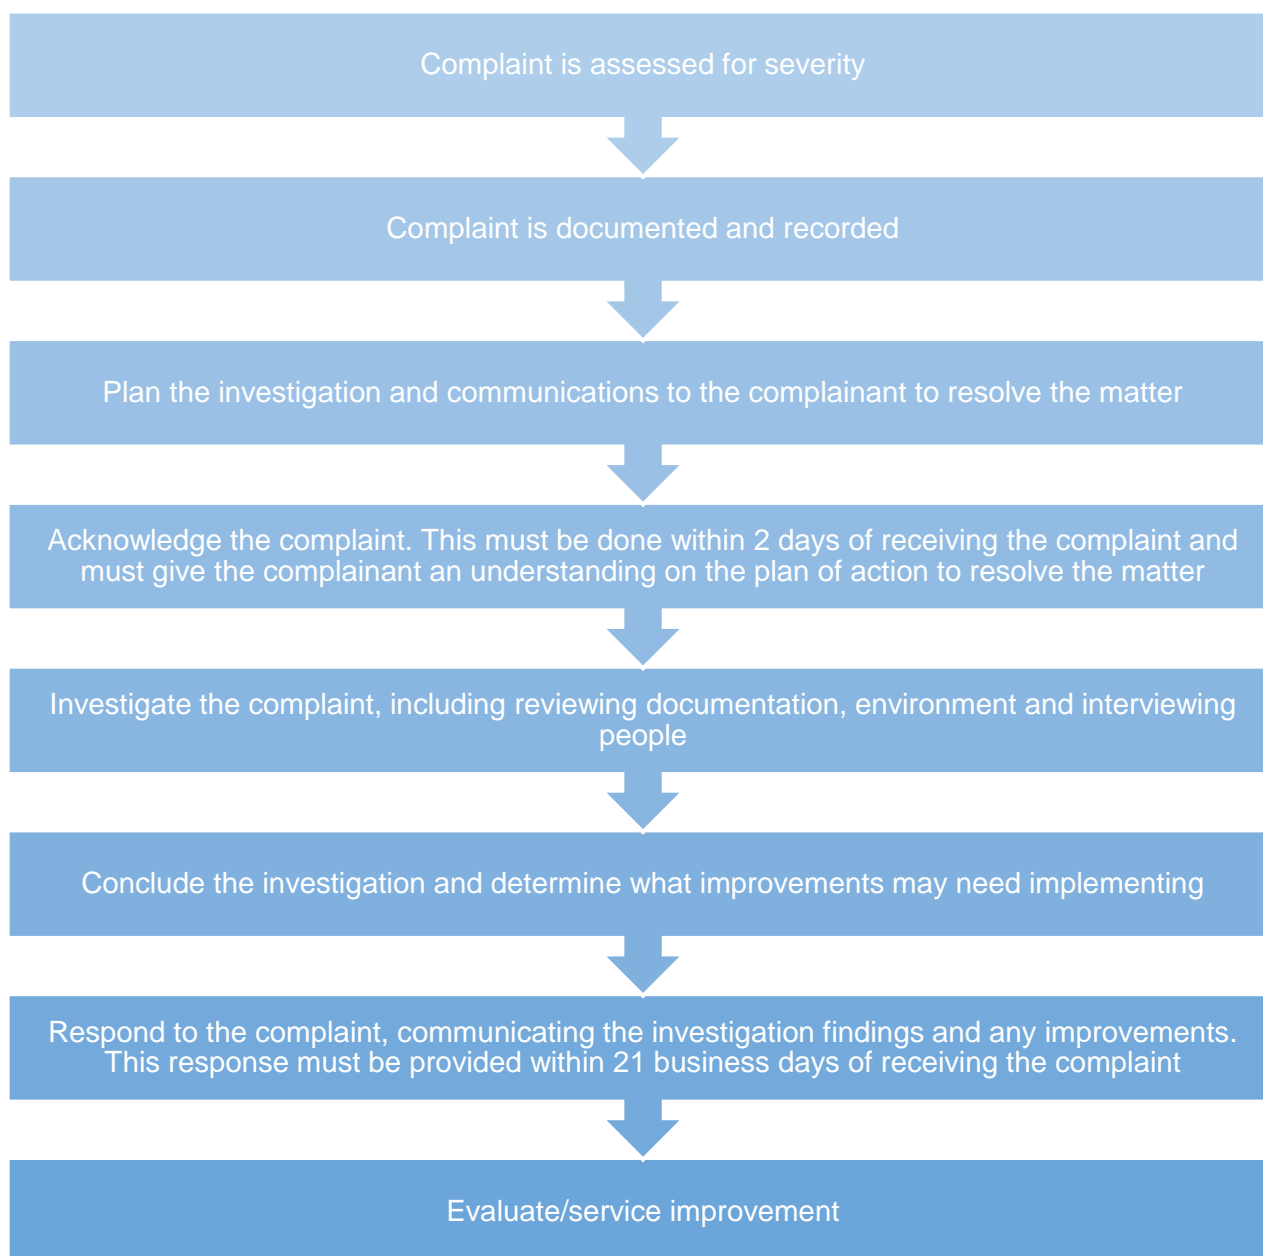 Complaint is assessed for severity
Complaint is documented and recorded
Plan the investigation and communications to the complainant to resolve the matter
Acknowledge the complaint. This must be done within 2 days of receiving the complaint and
must give the complainant an understanding on the plan of action to resolve the matter
Investigate the complaint, including reviewing documentation, environment and interviewing
people
Conclude the investigation and determine what improvements may need implementing
Respond to the complaint, communicating the investigation findings and any improvements.
This response must be provided within 21 business days of receiving the complaint
Evaluate/service improvement